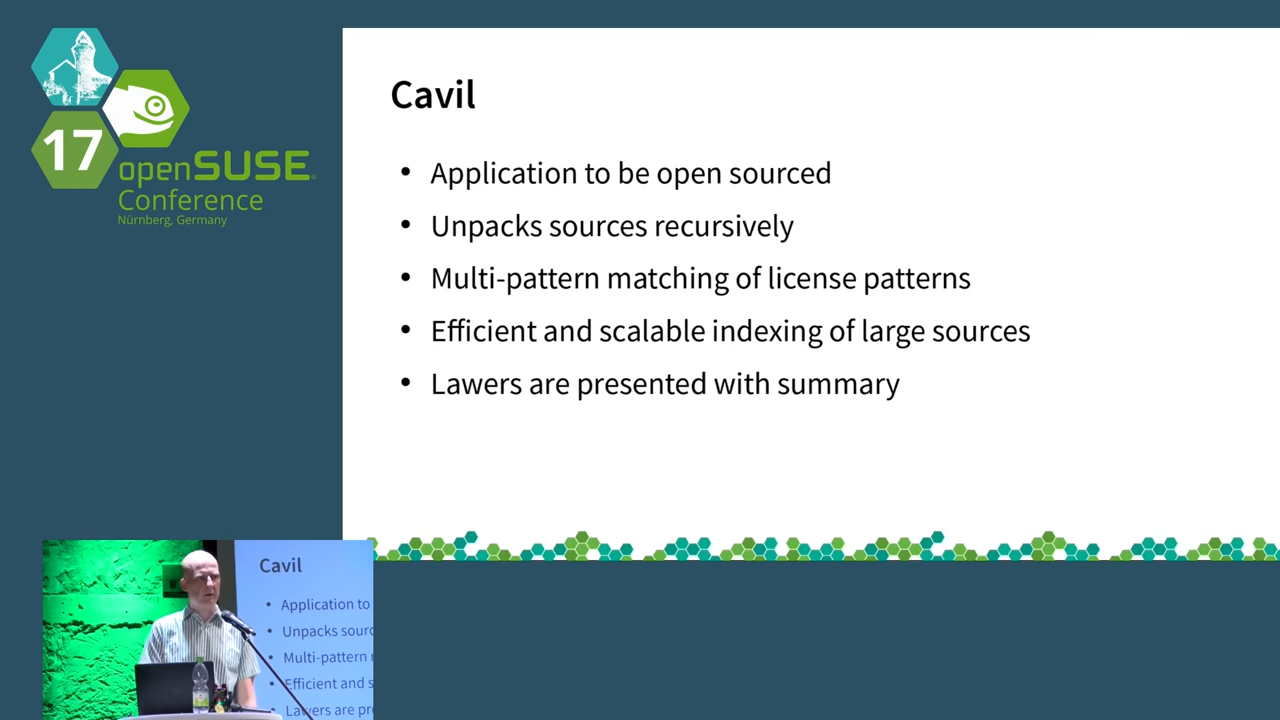 17
openSUSE
Conference
Nürnberg, Germany
Cavil
• Application to be open sourced
• Unpacks sources recursively
• Multi-pattern matching of license patterns
• Efficient and scalable indexing of large sources
• Lawers are presented with summary
Cavil
• Application to
• Unpacks sourc
• Multi-pattern
• Efficient and s
• Lawers are pr